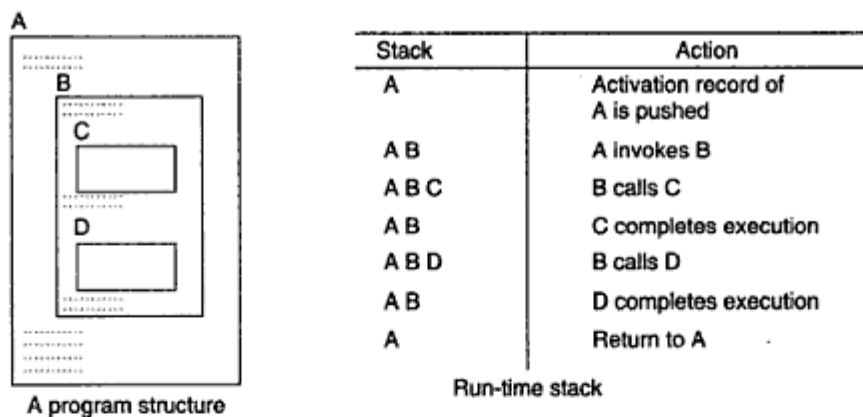 A
B
C
D
A program structure
Stack Action
A Activation record of
A is pushed
A B A invokes B
A B C B calls C
A B C completes execution
A B D B calls D
A B D completes execution
A Return to A
Run-time stack